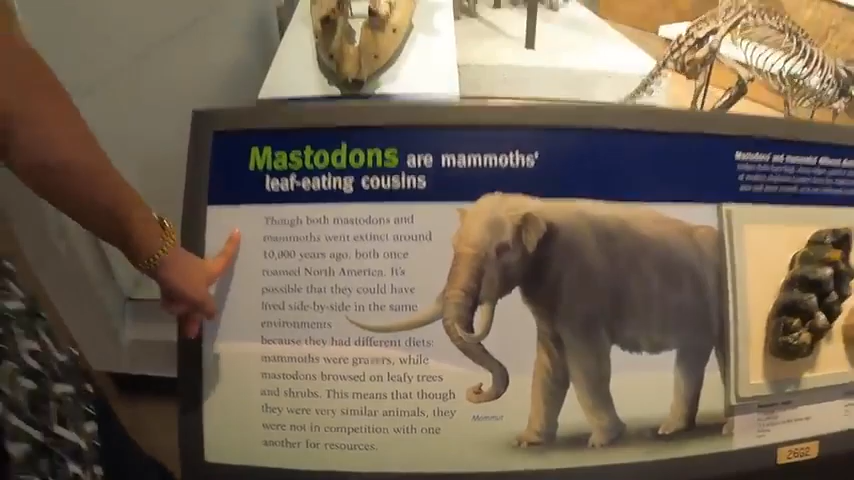 Mastodons are mammoths'
leaf-eating cousins
Though both mastodons and
mammoths went extinct around
10,000 years ago, both once
roamed North America. It's
possible that they could have
lived side-by-side in the same
environments
because they had different diets:
mammoths were grazers, while
mastodons browsed on leafy trees
and shrubs. This means that though
they were very similar animals, they
were not in competition with one
another for resources.
Mammut
2662